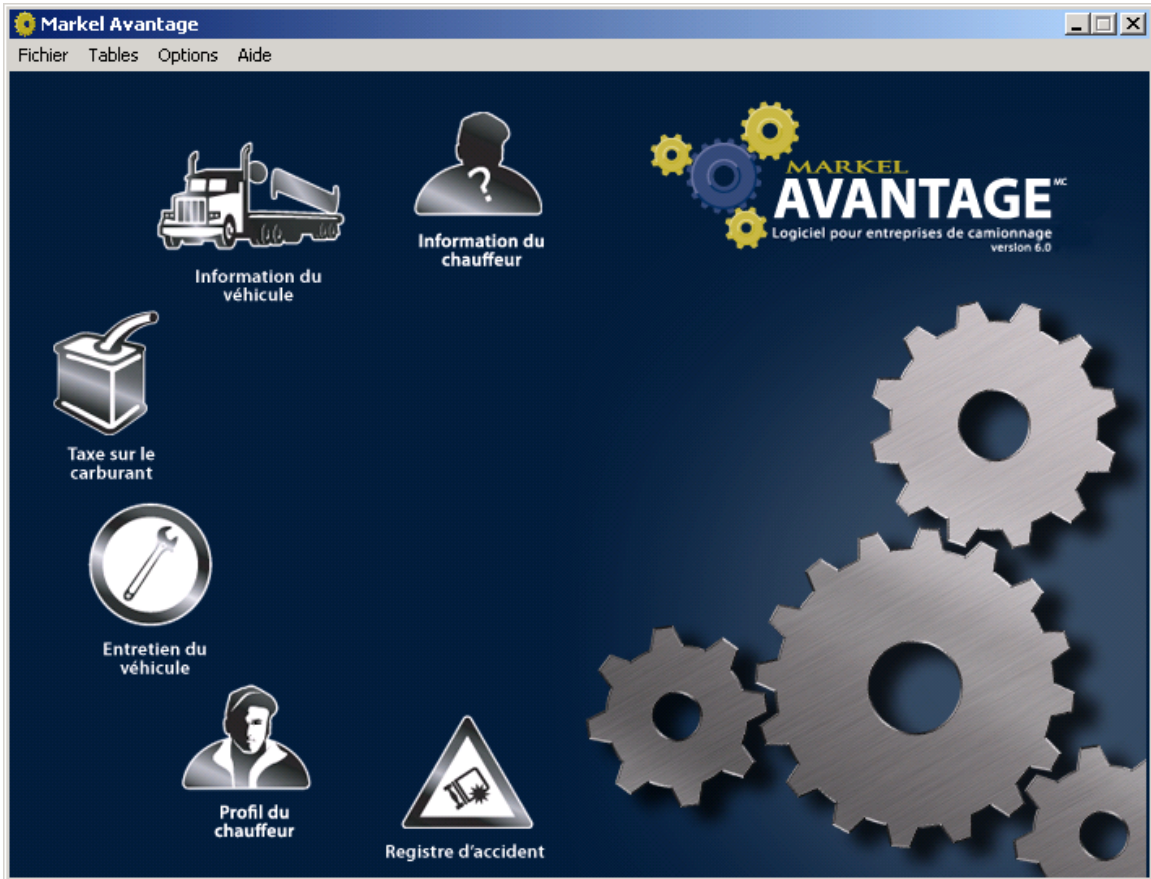 Markel Avantage
Fichier Tables Options Aide
MARKEL
AVANTAGE MC
Logiciel pour entreprises de camionnage
version 6.0
?
Information du
chauffeur
Information du
véhicule
Taxe sur le
carburant
Entretien du
véhicule
Profil du
chauffeur
Registre d'accident